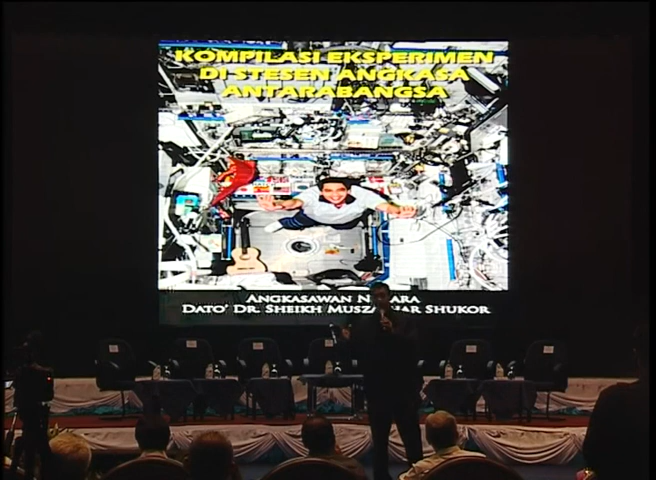 KOMPILASI EKSPERIMEN
DI STESEN ANGKASA
ANTARABANGSA
ANGKASAWAN
DATO' DR. SHEIKH SHUKOR